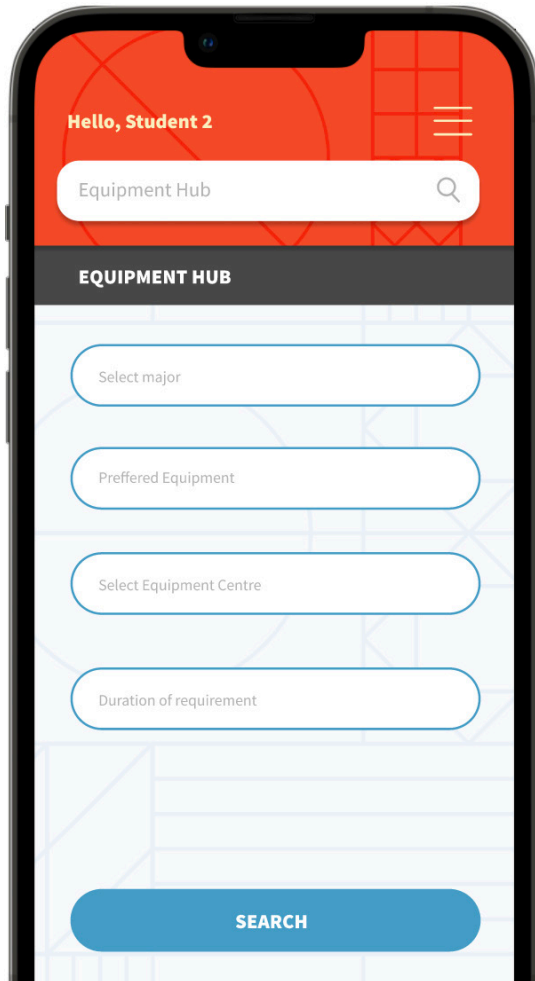 Hello, Student 2
Equipment Hub
EQUIPMENT HUB
Select major
Preffered Equipment
Select Equipment Centre
Duration of requirement
SEARCH